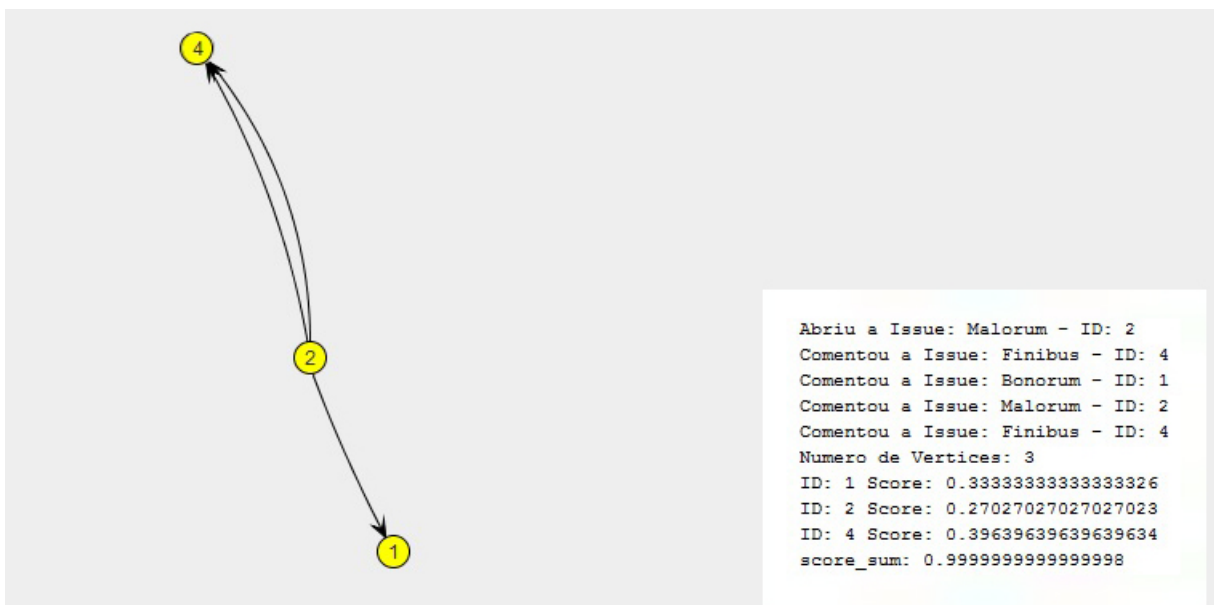 4
2
1
Abriu a Issue: Malorum - ID: 2
Comentou a Issue: Finibus - ID: 4
Comentou a Issue: Bonorum - ID: 1
Comentou a Issue: Malorum - ID: 2
Comentou a Issue: Finibus - ID: 4
Numero de Vertices: 3
ID: 1 Score: 0.33333333333333326
ID: 2 Score: 0.27027027027027023
ID: 4 Score: 0.39639639639639634
score_sum: 0.9999999999999998